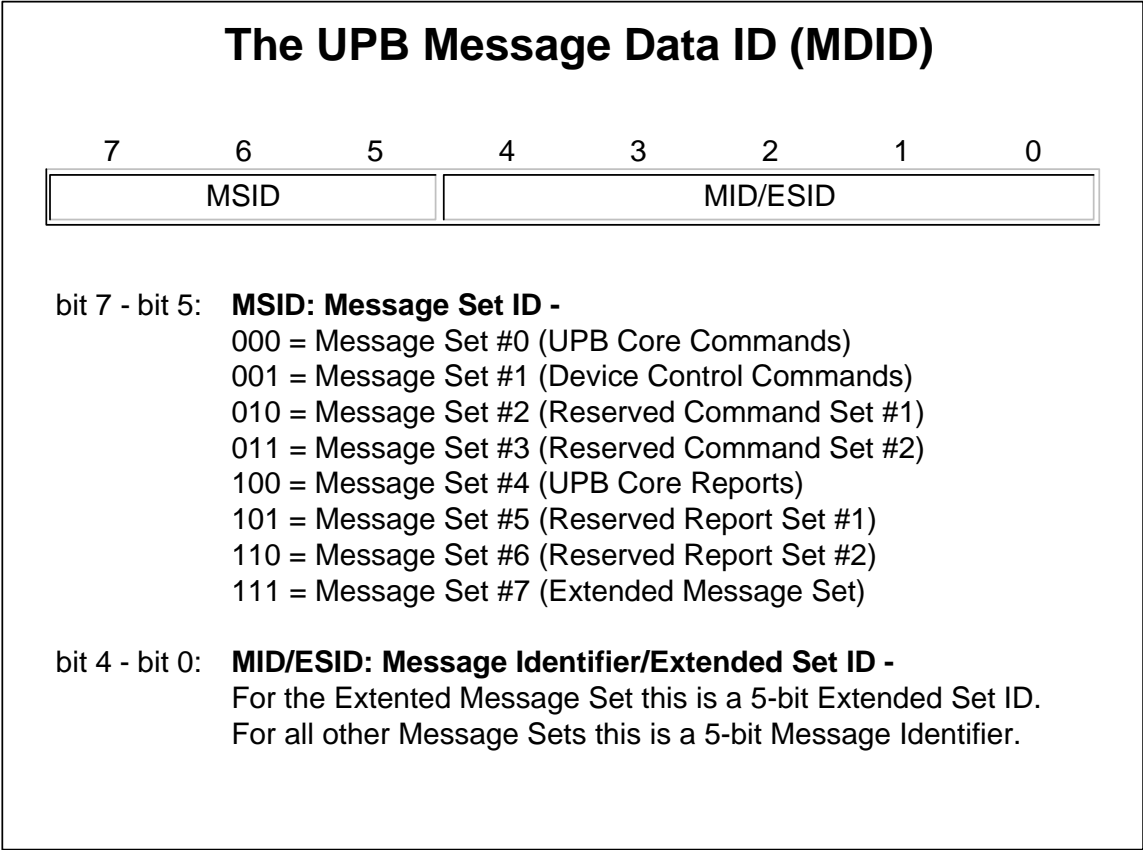 The UPB Message Data ID (MDID)
7 6 5 4 3 2 1 0
MSID MID/ESID
bit 7 - bit 5: MSID: Message Set ID -
000 = Message Set #0 (UPB Core Commands)
001 = Message Set #1 (Device Control Commands)
010 = Message Set #2 (Reserved Command Set #1)
011 = Message Set #3 (Reserved Command Set #2)
100 = Message Set #4 (UPB Core Reports)
101 = Message Set #5 (Reserved Report Set #1)
110 = Message Set #6 (Reserved Report Set #2)
111 = Message Set #7 (Extended Message Set)
bit 4 - bit 0: MID/ESID: Message Identifier/Extended Set ID -
For the Extented Message Set this is a 5-bit Extended Set ID.
For all other Message Sets this is a 5-bit Message Identifier.